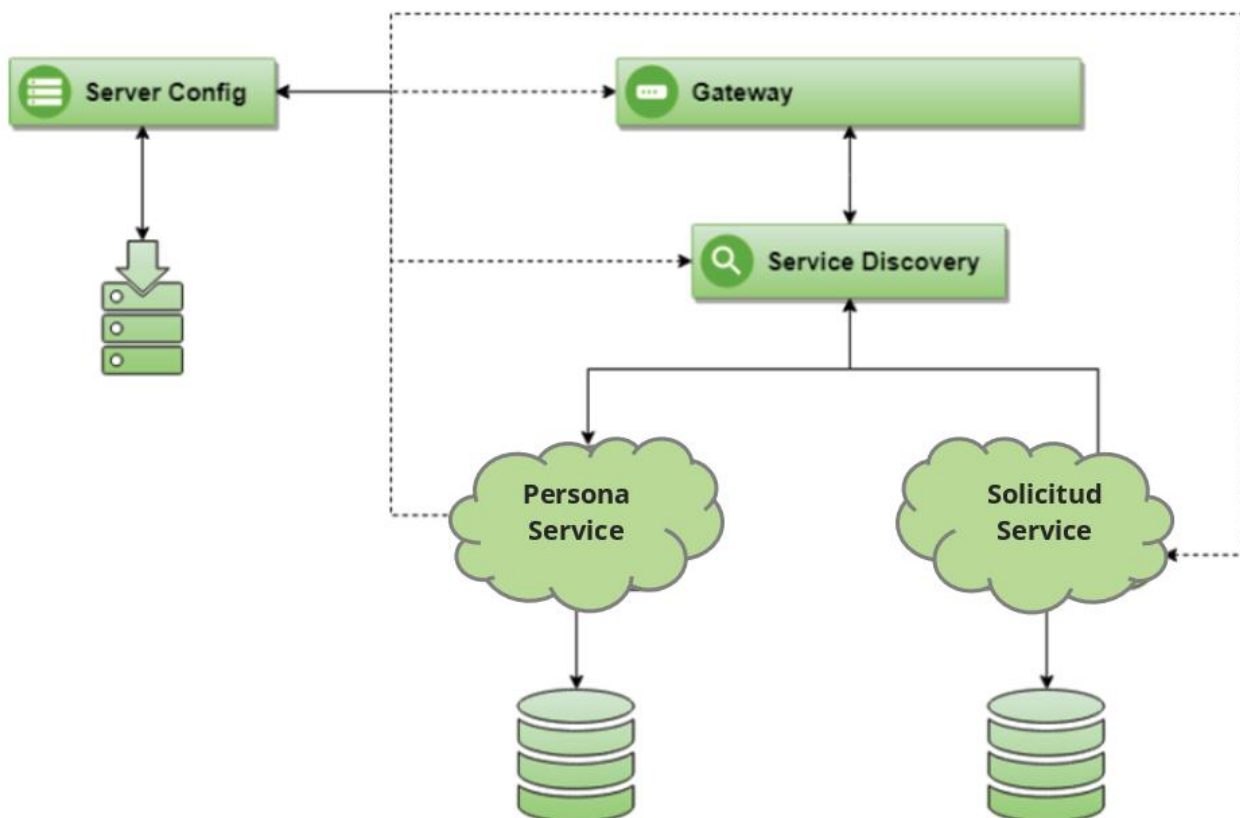 Server Config
Gateway
Service Discovery
Persona
Service
Solicitud
Service